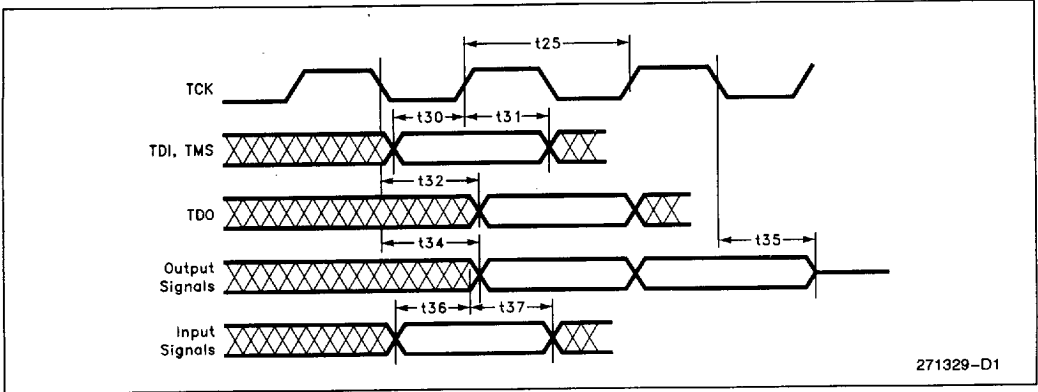 t25
TCK
t30 t31
TDI, TMS
t32
TDO
t34 t35
Output
Signals
t36 t37
Input
Signals
271329-D1